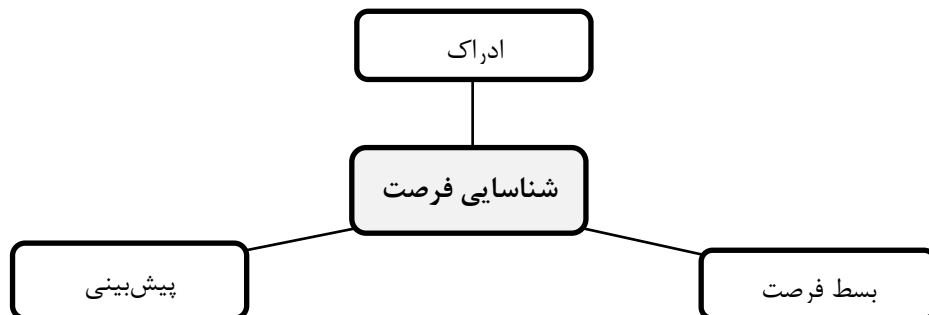 ادراک
شناسایی فرصت
بسط فرصت
پیش‌بینی